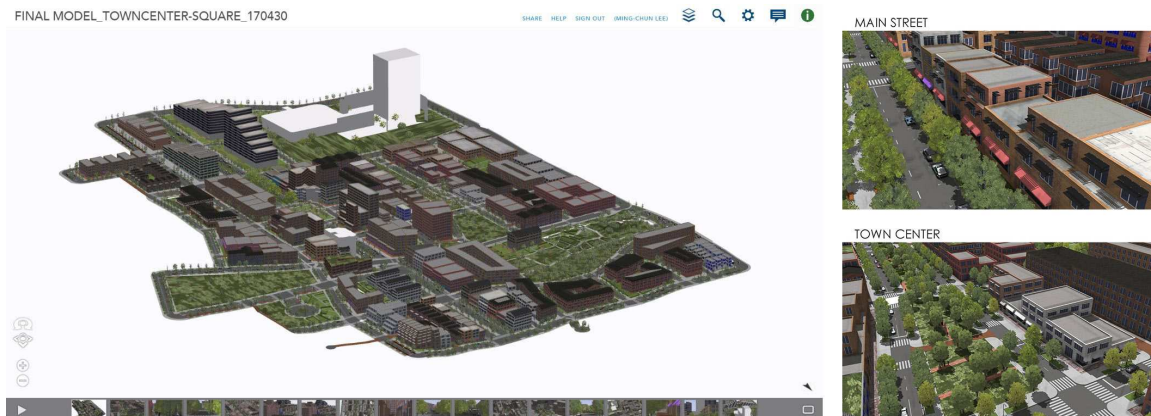 FINAL MODEL_TOWNCENTER-SQUARE_170430
SHARE HELP SIGN OUT (MING-CHUN LEE)
MAIN STREET
TOWN CENTER